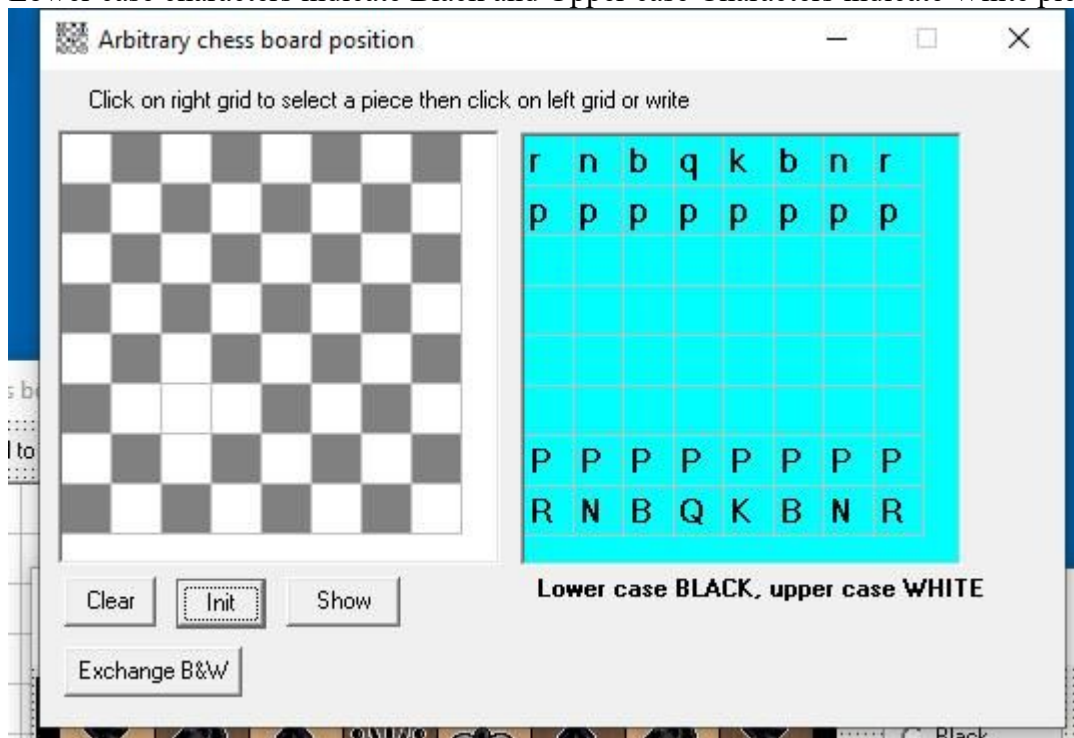 Lower case characters indicate Black and Upper case Characters indicate White
Arbitrary chess board position
Click on right grid to select a piece then click on left grid or write
r n b q k b n r
p p p p p p p p
P P P P P P P P
R N B Q K B N R
Lower case BLACK, upper case WHITE
Clear Init Show
Exchange B&W
to
Black